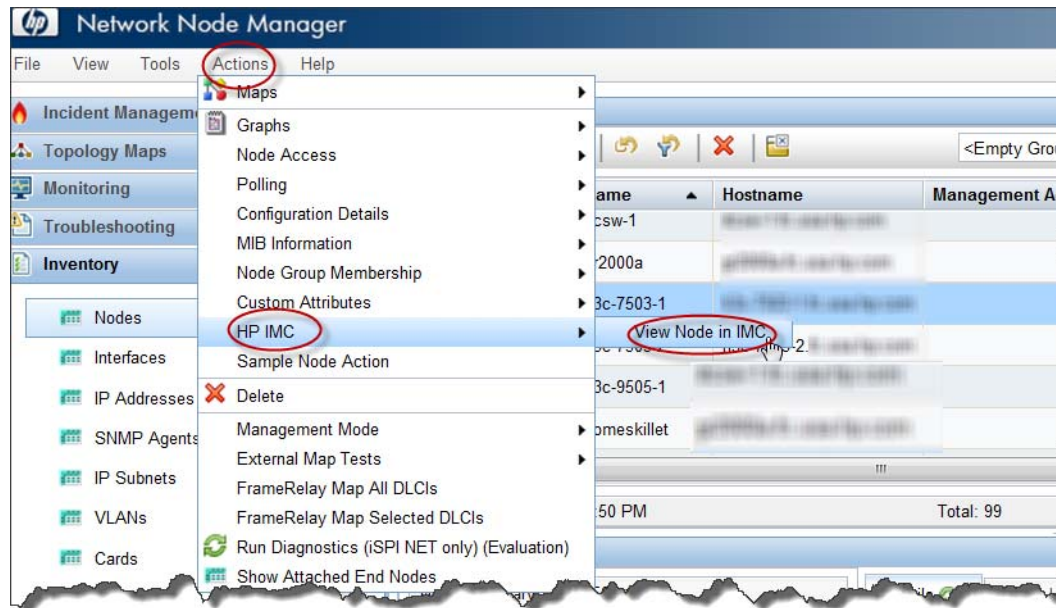 hp Network Node Manager
File View Tools Actions Help
Maps
Incident Managem
Graphs
Topology Maps
Node Access
<Empty Gro
Monitoring
Polling
ame Hostname Management A
Configuration Details
csw-1
Troubleshooting
MIB Information
Inventory
Node Group Membership
2000a
Custom Attributes
3c-7503-1
Nodes
HP IMC
View Node in IMC
Interfaces
Sample Node Action
IP Addresses
Delete
3c-9505-1
SNMP Agents
Management Mode
omeskillet
External Map Tests
IP Subnets
FrameRelay Map All DLCIs
VLANs
FrameRelay Map Selected DLCIs
:50 PM Total: 99
Run Diagnostics (iSPI NET only) (Evaluation)
Cards
Show Attached End Nodes